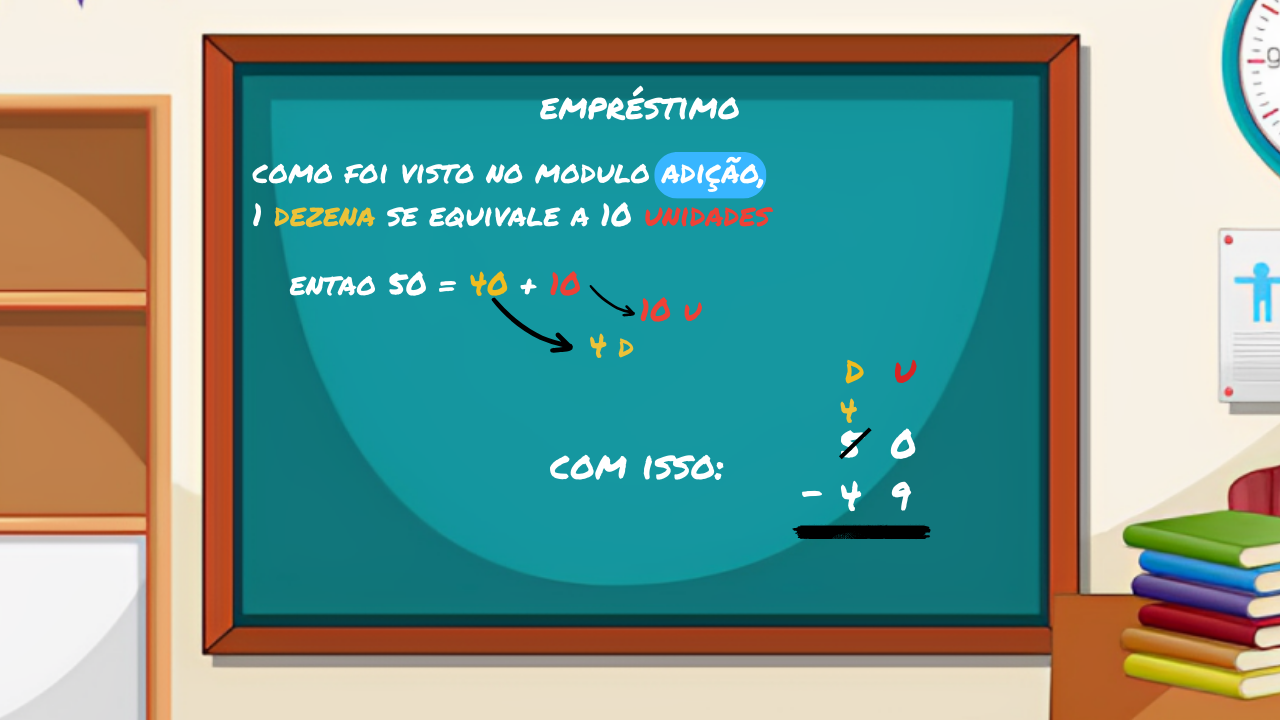 EMPRÉSTIMO
COMO FOI VISTO NO MODULO ADIÇÃO,
1 DEZENA SE EQUIVALE A 10 UNIDADES
ENTAO 50 = 40 + 10
10 U
4 D
D U
4
5 0
COM ISSO:
- 4 9